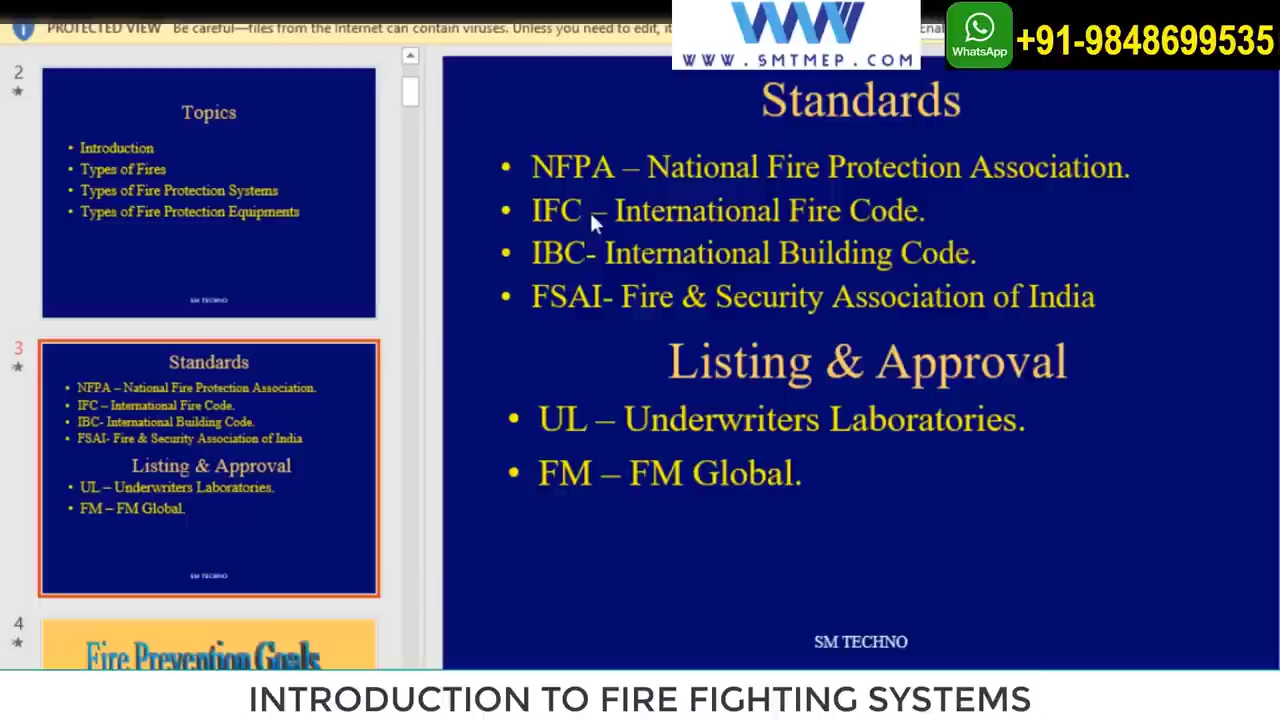 PROTECTED VIEW Be careful—files from the Internet can contain viruses. Unless you need to edit, it
WWW.SMTMEP.COM
WhatsApp
+91-9848699535
2
Topics
• Introduction
• Types of Fires
• Types of Fire Protection Systems
• Types of Fire Protection Equipments
SM TECHNO
3
Standards
• NFPA – National Fire Protection Association.
• IFC – International Fire Code.
• IBC- International Building Code.
• FSAI- Fire & Security Association of India
Listing & Approval
• UL – Underwriters Laboratories.
• FM – FM Global.
SM TECHNO
4
Fire Prevention Goals
Standards
• NFPA – National Fire Protection Association.
• IFC – International Fire Code.
• IBC- International Building Code.
• FSAI- Fire & Security Association of India
Listing & Approval
• UL – Underwriters Laboratories.
• FM – FM Global.
SM TECHNO
INTRODUCTION TO FIRE FIGHTING SYSTEMS